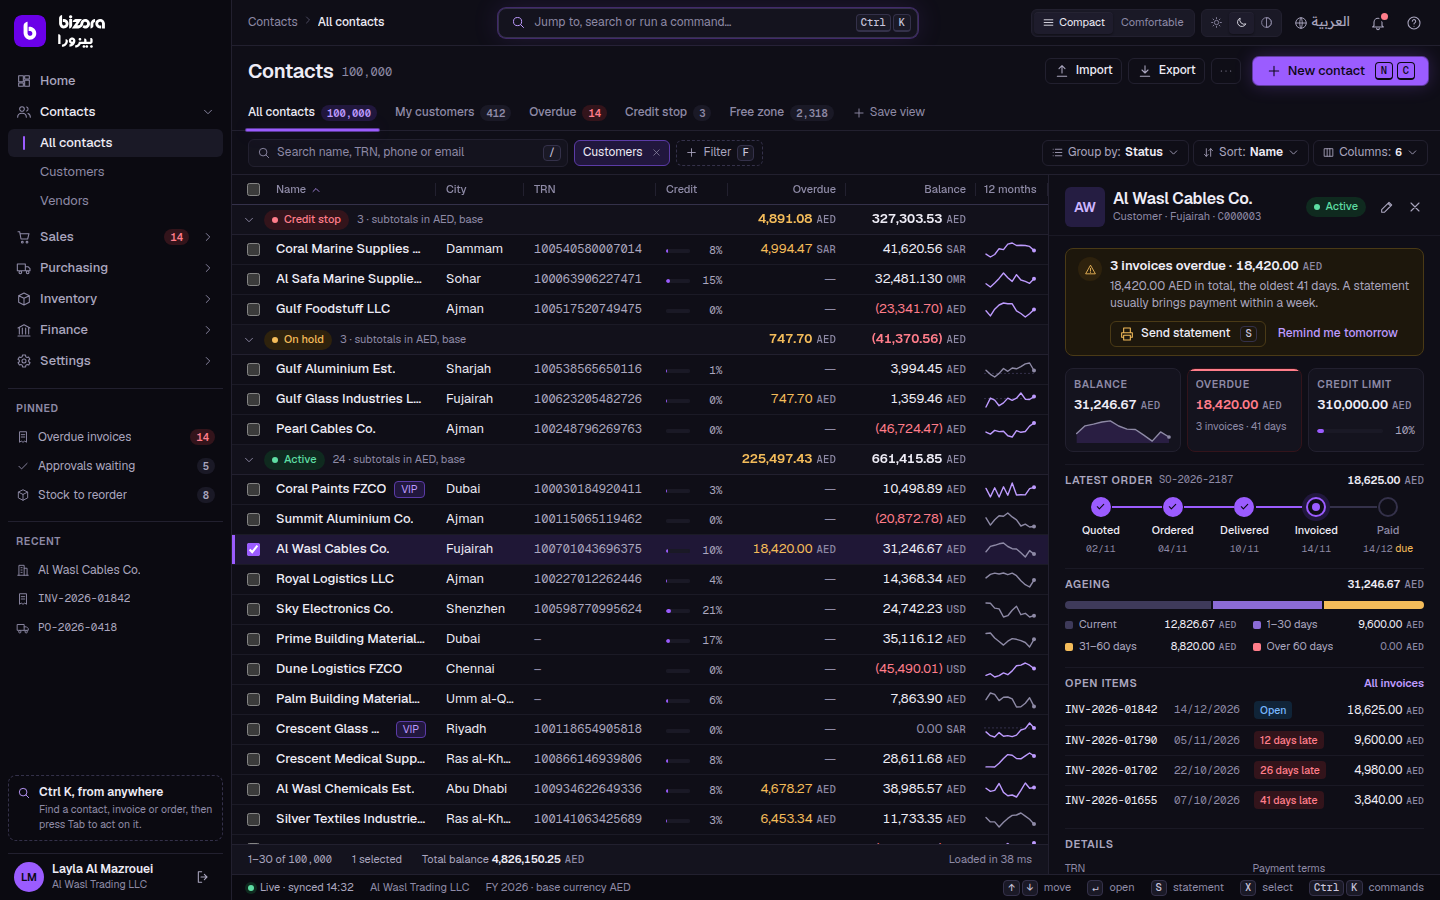 bizora
بيزورا
Home
Contacts
All contacts
Customers
Vendors
Sales 14
Purchasing
Inventory
Finance
Settings
PINNED
Overdue invoices 14
Approvals waiting 5
Stock to reorder 8
RECENT
Al Wasl Cables Co.
INV-2026-01842
PO-2026-0418
Ctrl K, from anywhere
Find a contact, invoice or order, then
press Tab to act on it.
LM Layla Al Mazrouei
Al Wasl Trading LLC
Contacts All contacts
Jump to, search or run a command... Ctrl K
Compact Comfortable
العربية
Contacts 100,000
Import Export ... New contact N C
All contacts 100,000 My customers 412 Overdue 14 Credit stop 3 Free zone 2,318 Save view
Search name, TRN, phone or email /
Customers Filter F
Group by: Status Sort: Name Columns: 6
Name City TRN Credit Overdue Balance 12 months
Credit stop 3 · subtotals in AED, base 4,891.08 AED 327,303.53 AED
Coral Marine Supplies ... Dammam 100540580007014 8% 4,994.47 SAR 41,620.56 SAR
Al Safa Marine Supplie... Sohar 100063906227471 15% — 32,481.130 OMR
Gulf Foodstuff LLC Ajman 100517520749475 0% — (23,341.70) AED
On hold 3 · subtotals in AED, base 747.70 AED (41,370.56) AED
Gulf Aluminium Est. Sharjah 100538565650116 1% — 3,994.45 AED
Gulf Glass Industries L... Fujairah 100623205482726 0% 747.70 AED 1,359.46 AED
Pearl Cables Co. Ajman 100248796269763 0% — (46,724.47) AED
Active 24 · subtotals in AED, base 225,497.43 AED 661,415.85 AED
Coral Paints FZCO VIP Dubai 100030184920411 3% — 10,498.89 AED
Summit Aluminium Co. Ajman 100115065119462 0% — (20,872.78) AED
Al Wasl Cables Co. Fujairah 100701043696375 10% 18,420.00 AED 31,246.67 AED
Royal Logistics LLC Ajman 100227012262446 4% — 14,368.34 AED
Sky Electronics Co. Shenzhen 100598770995624 21% — 24,742.23 USD
Prime Building Material... Dubai – 17% — 35,116.12 AED
Dune Logistics FZCO Chennai – 0% — (45,490.01) USD
Palm Building Material... Umm al-Q... – 6% — 7,863.90 AED
Crescent Glass ... VIP Riyadh 100118654905818 0% — 0.00 SAR
Crescent Medical Supp... Ras al-Kh... 100866146939806 8% — 28,611.68 AED
Al Wasl Chemicals Est. Abu Dhabi 100934622649336 8% 4,678.27 AED 38,985.57 AED
Silver Textiles Industrie... Ras al-Kh... 100141063425689 3% 6,453.34 AED 11,733.35 AED
1–30 of 100,000 1 selected Total balance 4,826,150.25 AED Loaded in 38 ms
AW Al Wasl Cables Co.
Customer · Fujairah · C000003
Active
3 invoices overdue · 18,420.00 AED
18,420.00 AED in total, the oldest 41 days. A statement
usually brings payment within a week.
Send statement S Remind me tomorrow
BALANCE
31,246.67 AED
OVERDUE
18,420.00 AED
3 invoices · 41 days
CREDIT LIMIT
310,000.00 AED
10%
LATEST ORDER SO-2026-2187 18,625.00 AED
Quoted Ordered Delivered Invoiced Paid
02/11 04/11 10/11 14/11 14/12 due
AGEING 31,246.67 AED
Current 12,826.67 AED 1–30 days 9,600.00 AED
31–60 days 8,820.00 AED Over 60 days 0.00 AED
OPEN ITEMS All invoices
INV-2026-01842 14/12/2026 Open 18,625.00 AED
INV-2026-01790 05/11/2026 12 days late 9,600.00 AED
INV-2026-01702 22/10/2026 26 days late 4,980.00 AED
INV-2026-01655 07/10/2026 41 days late 3,840.00 AED
DETAILS
TRN Payment terms
Live · synced 14:32 Al Wasl Trading LLC FY 2026 · base currency AED
↑ ↓ move ↵ open S statement X select Ctrl K commands